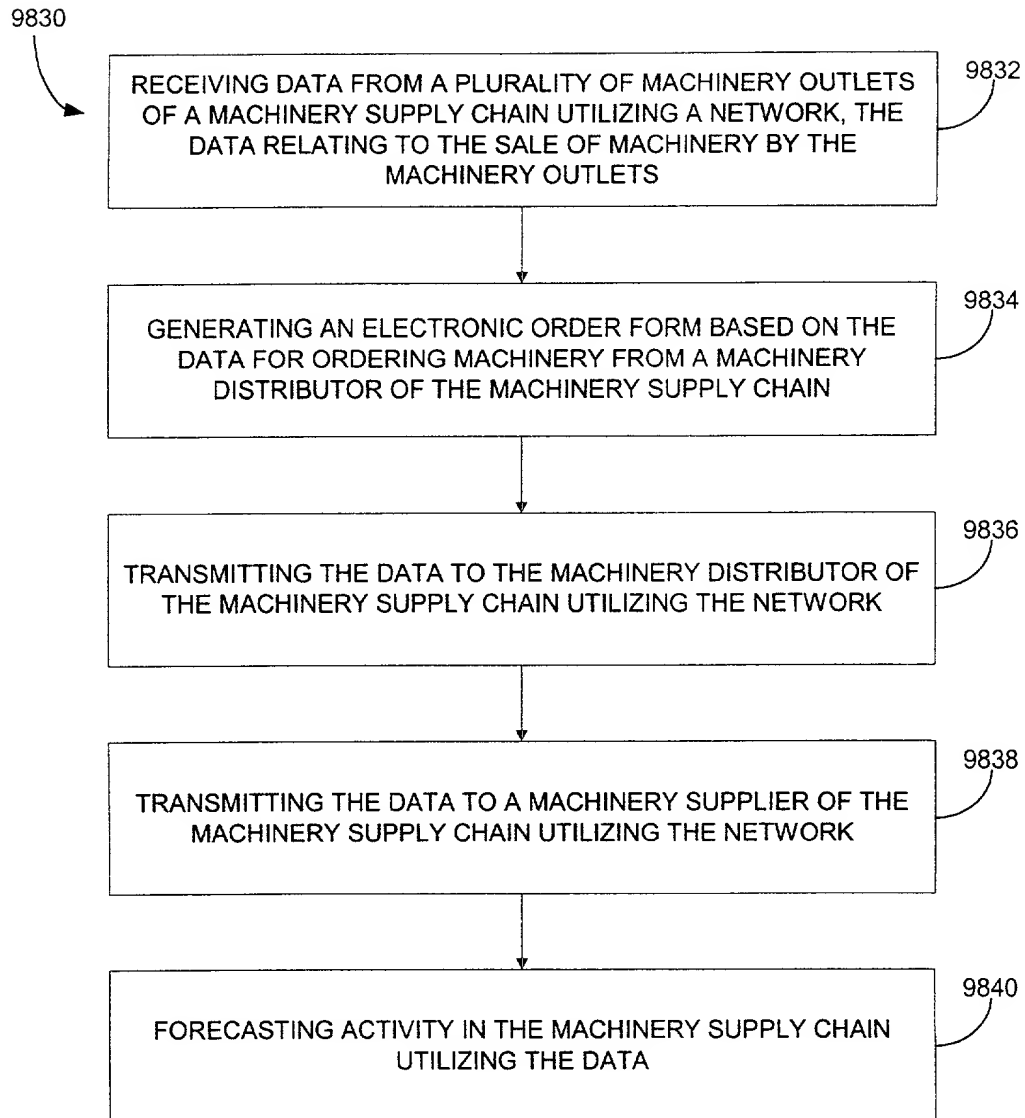 9830
RECEIVING DATA FROM A PLURALITY OF MACHINERY OUTLETS
OF A MACHINERY SUPPLY CHAIN UTILIZING A NETWORK, THE
DATA RELATING TO THE SALE OF MACHINERY BY THE
MACHINERY OUTLETS
9832
GENERATING AN ELECTRONIC ORDER FORM BASED ON THE
DATA FOR ORDERING MACHINERY FROM A MACHINERY
DISTRIBUTOR OF THE MACHINERY SUPPLY CHAIN
9834
TRANSMITTING THE DATA TO THE MACHINERY DISTRIBUTOR OF
THE MACHINERY SUPPLY CHAIN UTILIZING THE NETWORK
9836
TRANSMITTING THE DATA TO A MACHINERY SUPPLIER OF THE
MACHINERY SUPPLY CHAIN UTILIZING THE NETWORK
9838
FORECASTING ACTIVITY IN THE MACHINERY SUPPLY CHAIN
UTILIZING THE DATA
9840